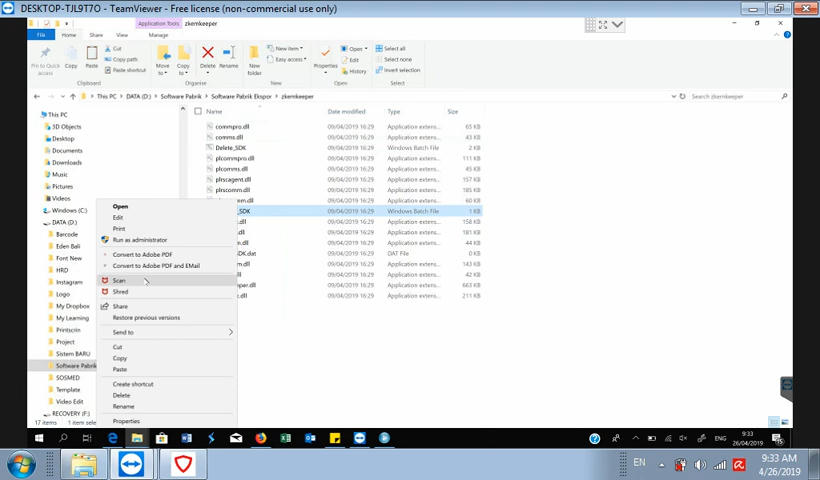 DESKTOP-TJL9T7O - TeamViewer - Free license (non-commercial use only)
Application Tools zkemkeeper
File Home Share View Manage
Pin to Quick access
Copy
Paste
Cut
Copy path
Paste shortcut
Move to
Copy to
Delete
Rename
New folder
New item
Easy access
Properties
Open
Edit
History
Select all
Select none
Invert selection
Clipboard Organise New Open Select
This PC > DATA (D:) > Software Pabrik > Software Pabrik Ekspor > zkemkeeper
Search zkemkeeper
Name Date modified Type Size
commpro.dll 09/04/2019 16:29 Application extens... 65 KB
comms.dll 09/04/2019 16:29 Application extens... 43 KB
Delete_SDK 09/04/2019 16:29 Windows Batch File 2 KB
plcommpro.dll 09/04/2019 16:29 Application extens... 111 KB
plcomms.dll 09/04/2019 16:29 Application extens... 45 KB
plrscagent.dll 09/04/2019 16:29 Application extens... 157 KB
plrscomm.dll 09/04/2019 16:29 Application extens... 185 KB
09/04/2019 16:29 Application extens... 60 KB
_SDK 09/04/2019 16:29 Windows Batch File 1 KB
.dll 09/04/2019 16:29 Application extens... 158 KB
.dll 09/04/2019 16:29 Application extens... 181 KB
m.dll 09/04/2019 16:29 Application extens... 44 KB
SDK.dat 09/04/2019 16:29 DAT File 0 KB
.dll 09/04/2019 16:29 Application extens... 143 KB
ll 09/04/2019 16:29 Application extens... 42 KB
per.dll 09/04/2019 16:29 Application extens... 663 KB
.dll 09/04/2019 16:29 Application extens... 211 KB
This PC
3D Objects
Desktop
Documents
Downloads
Music
Pictures
Videos
Windows (C:)
DATA (D:)
Barcode
Eden Bali
Font New
HRD
Instagram
Logo
My Dropbox
My Learning
Printscrin
Project
Sistem BARU
Software Pabrik
SOSMED
Template
Video Edit
RECOVERY (F:)
Open
Edit
Print
Run as administrator
Convert to Adobe PDF
Convert to Adobe PDF and EMail
Scan
Shred
Share
Restore previous versions
Send to
Cut
Copy
Paste
Create shortcut
Delete
Rename
Properties
17 items 1 item selec
ENG 9:33
26/04/2019
EN 9:33 AM
4/26/2019